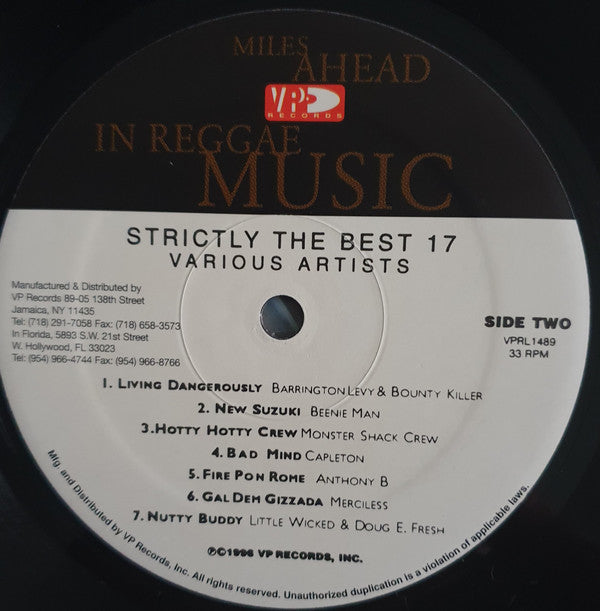 MILES
AHEAD
VP
RECORDS
IN REGGAE
MUSIC
STRICTLY THE BEST 17
VARIOUS ARTISTS
Manufactured & Distributed by
VP Records 89-05 138th Street
Jamaica, NY 11435
Tel: (718) 291-7058 Fax: (718) 658-3573
In Florida, 5893 S.W. 21st Street
W. Hollywood, FL 33023
Tel: (954) 966-4744 Fax: (954) 966-8766
SIDE TWO
VPRL1489
33 RPM
1. LIVING DANGEROUSLY BARRINGTON LEVY & BOUNTY KILLER
2. NEW SUZUKI BEENIE MAN
3.HOTTY HOTTY CREW MONSTER SHACK CREW
4. BAD MIND CAPLETON
5. FIRE PON ROME ANTHONY B
6. GAL DEM GIZZADA MERCILESS
7. NUTTY BUDDY LITTLE WICKED & DOUG E. FRESH
℗©1996 VP RECORDS, INC.
Mfg. and Distributed by VP Records, Inc. All rights reserved. Unauthorized duplication is a violation of applicable laws.